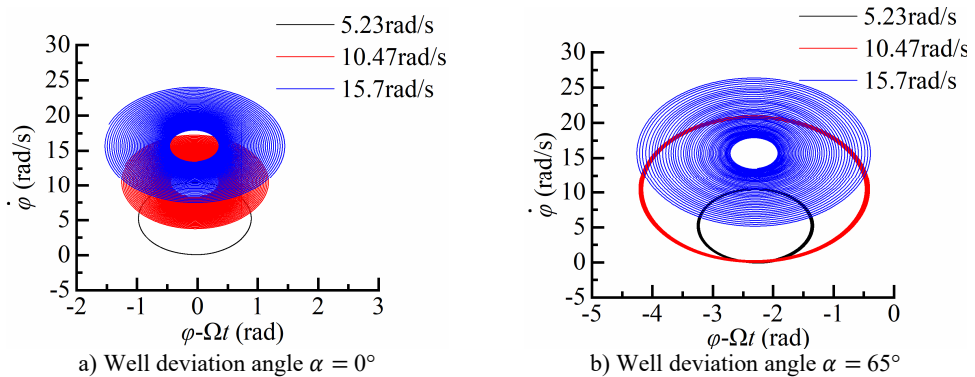 5.23rad/s
10.47rad/s
15.7rad/s
30
25
20
15
10
5
0
-5
φ̇ (rad/s)
-2 -1 0 1 2 3
φ-Ωt (rad)
a) Well deviation angle α = 0°
5.23rad/s
10.47rad/s
15.7rad/s
30
25
20
15
10
5
0
-5
φ̇ (rad/s)
-5 -4 -3 -2 -1 0
φ-Ωt (rad)
b) Well deviation angle α = 65°